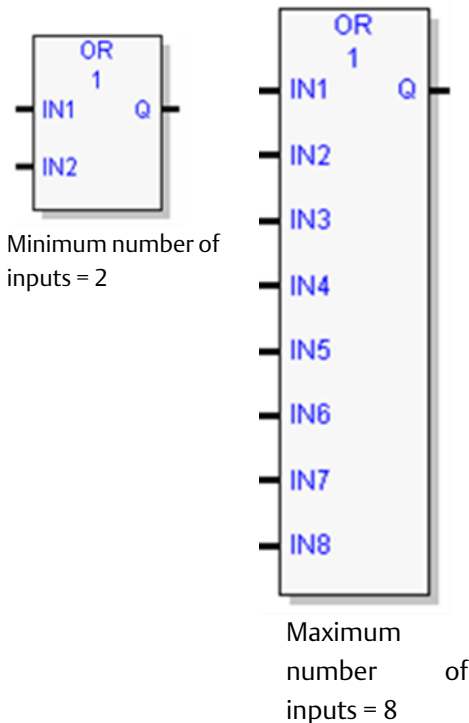 OR
1
IN1 Q
IN2
Minimum number of
inputs = 2
OR
1
IN1 Q
IN2
IN3
IN4
IN5
IN6
IN7
IN8
Maximum
number of
inputs = 8